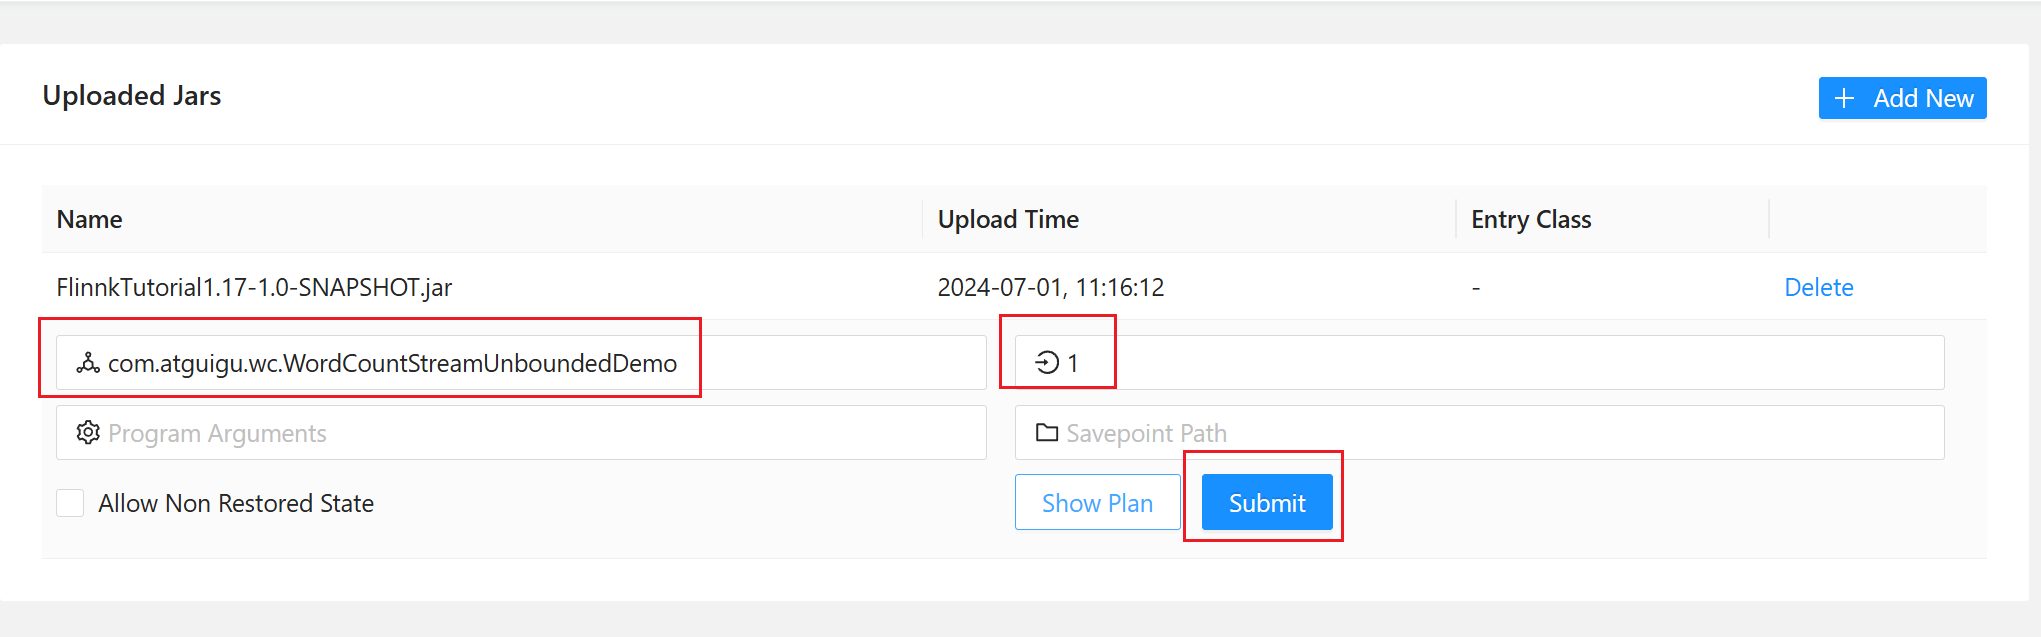 Uploaded Jars
+ Add New
Name Upload Time Entry Class
FlinnkTutorial1.17-1.0-SNAPSHOT.jar 2024-07-01, 11:16:12 - Delete
com.atguigu.wc.WordCountStreamUnboundedDemo 1
Program Arguments Savepoint Path
Allow Non Restored State Show Plan Submit